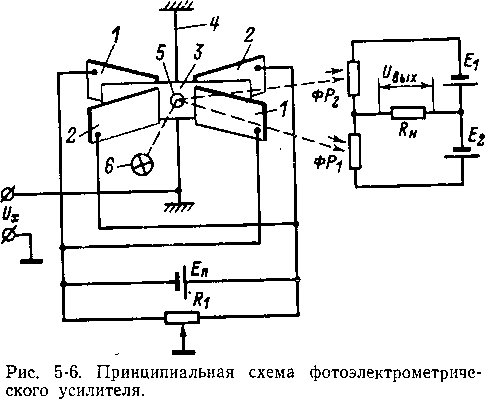 4
1
5
3
2
E₁
Uвых
ФР₂
Rн
E₂
ФР₁
1
2
6
Uₓ
Eп
R₁
Рис. 5-6. Принципиальная схема фотоэлектрометриче-
ского усилителя.